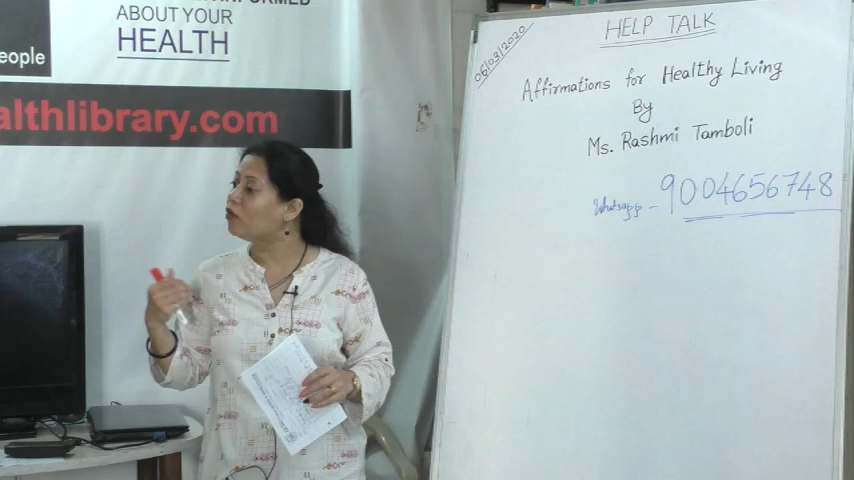 ABOUT YOUR
HEALTH
eople
althlibrary.com
06/03/2020
HELP TALK
Affirmations for Healthy Living
By
Ms. Rashmi Tamboli
Whatsapp - 9004656748